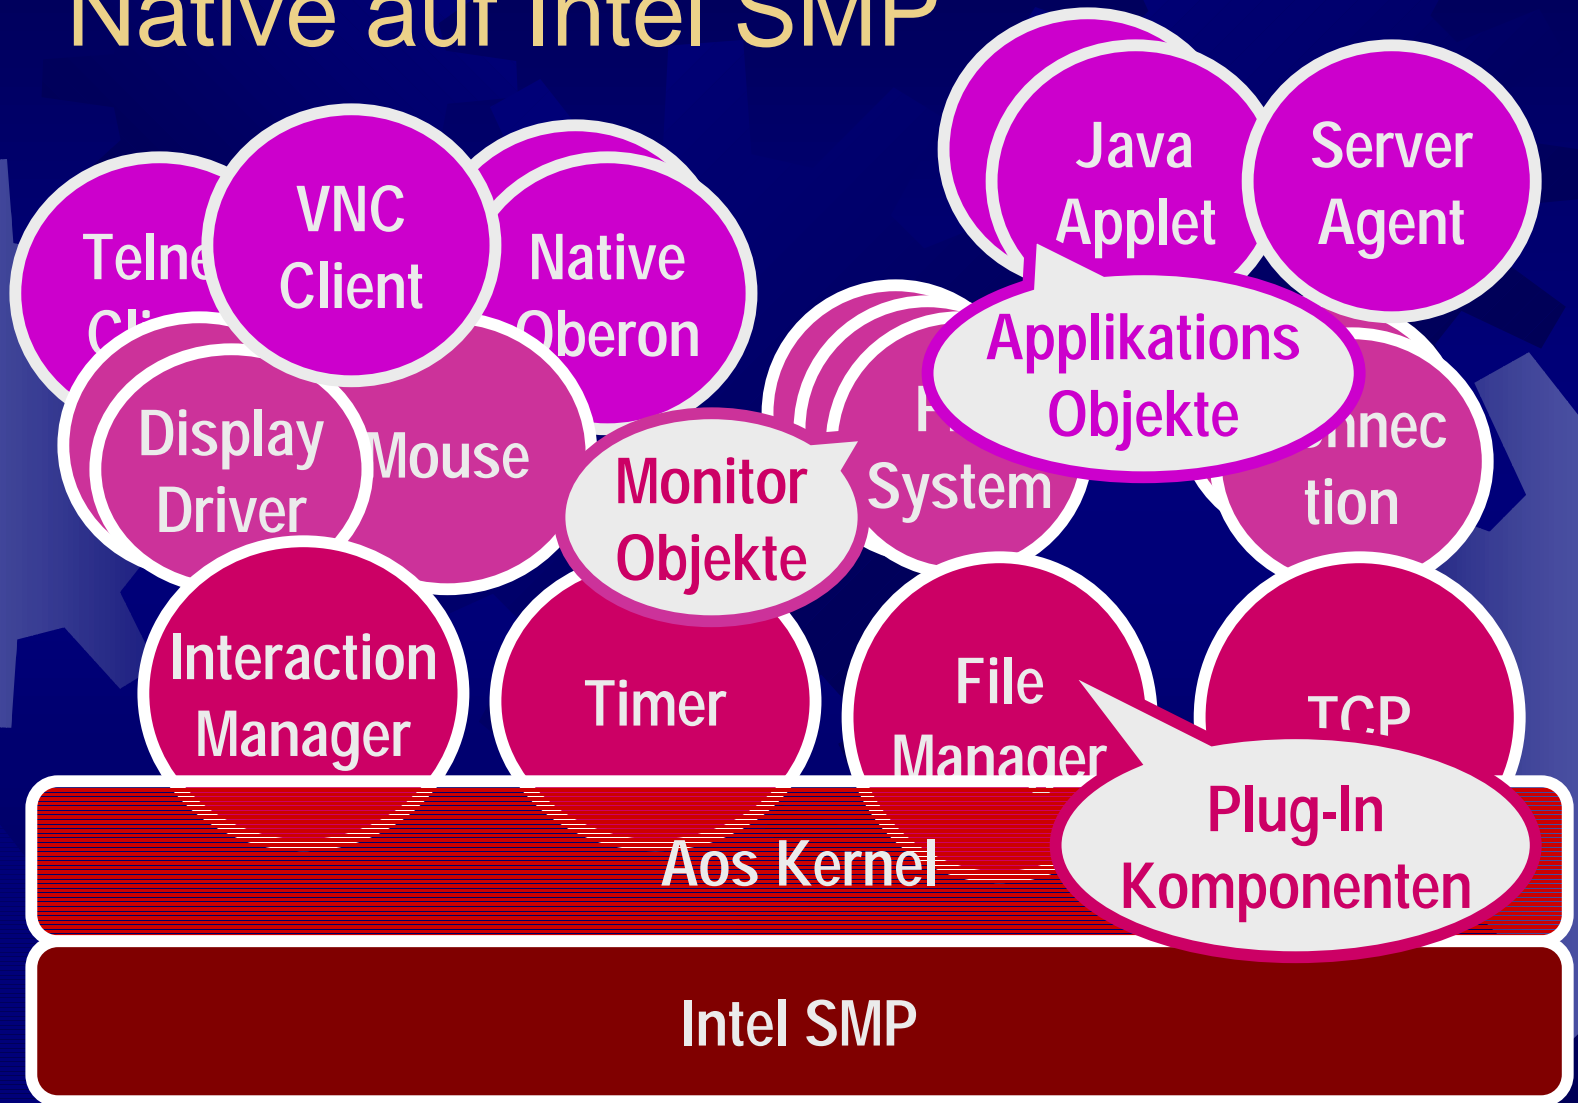 Native auf Intel SMP
Java
Applet
Server
Agent
VNC
Client
Native
Oberon
Applikations
Objekte
Display
Driver
Mouse
Monitor
Objekte
System
tion
Interaction
Manager
Timer
File
Manager
TCP
Plug-In
Komponenten
Aos Kernel
Intel SMP